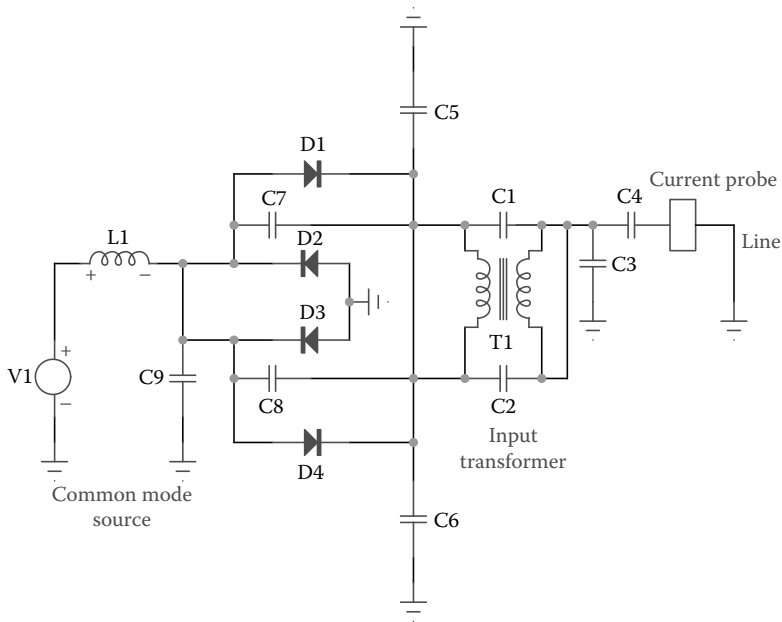 C5
D1
Current probe
C7
C1
C4
L1
D2
Line
+
−
C3
D3
T1
+
V1
−
C9
C8
C2
Input
transformer
D4
Common mode
source
C6